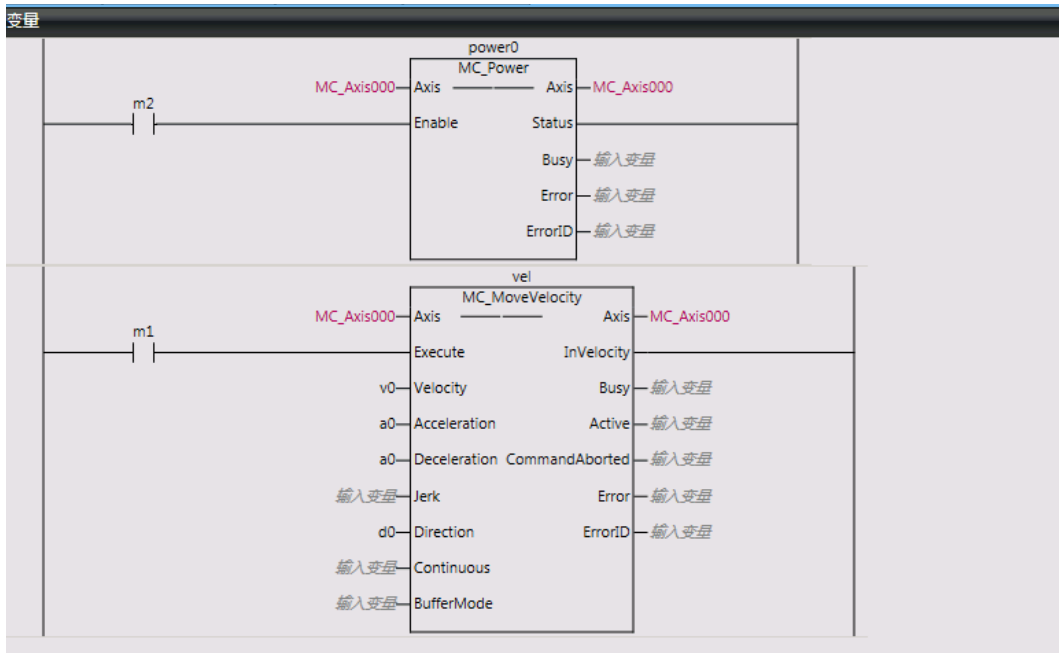 变量
power0
MC_Power
MC_Axis000 Axis Axis MC_Axis000
m2
Enable Status
Busy 输入变量
Error 输入变量
ErrorID 输入变量
vel
MC_MoveVelocity
MC_Axis000 Axis Axis MC_Axis000
m1
Execute InVelocity
v0 Velocity Busy 输入变量
a0 Acceleration Active 输入变量
a0 Deceleration CommandAborted 输入变量
输入变量 Jerk Error 输入变量
d0 Direction ErrorID 输入变量
输入变量 Continuous
输入变量 BufferMode